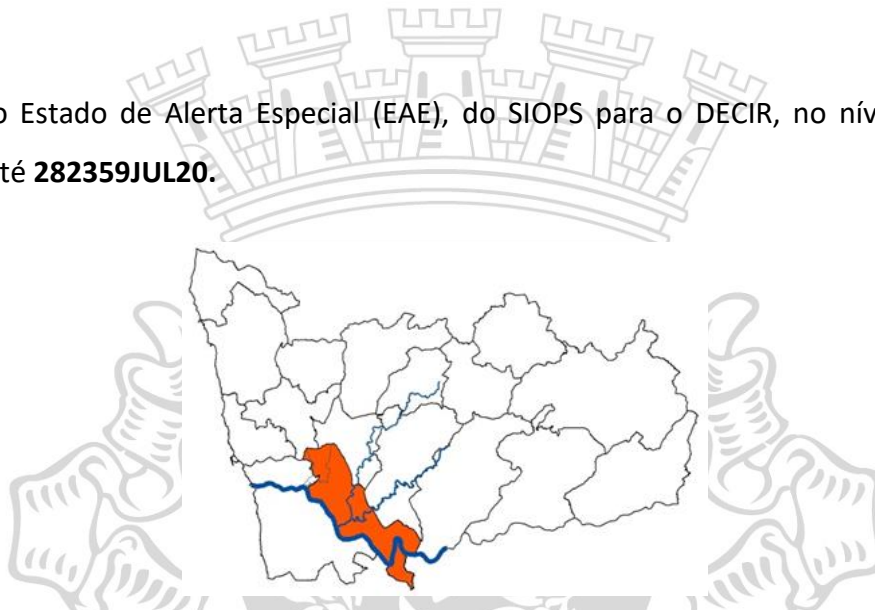 o Estado de Alerta Especial (EAE), do SIOPS para o DECIR, no nív
té 282359JUL20.